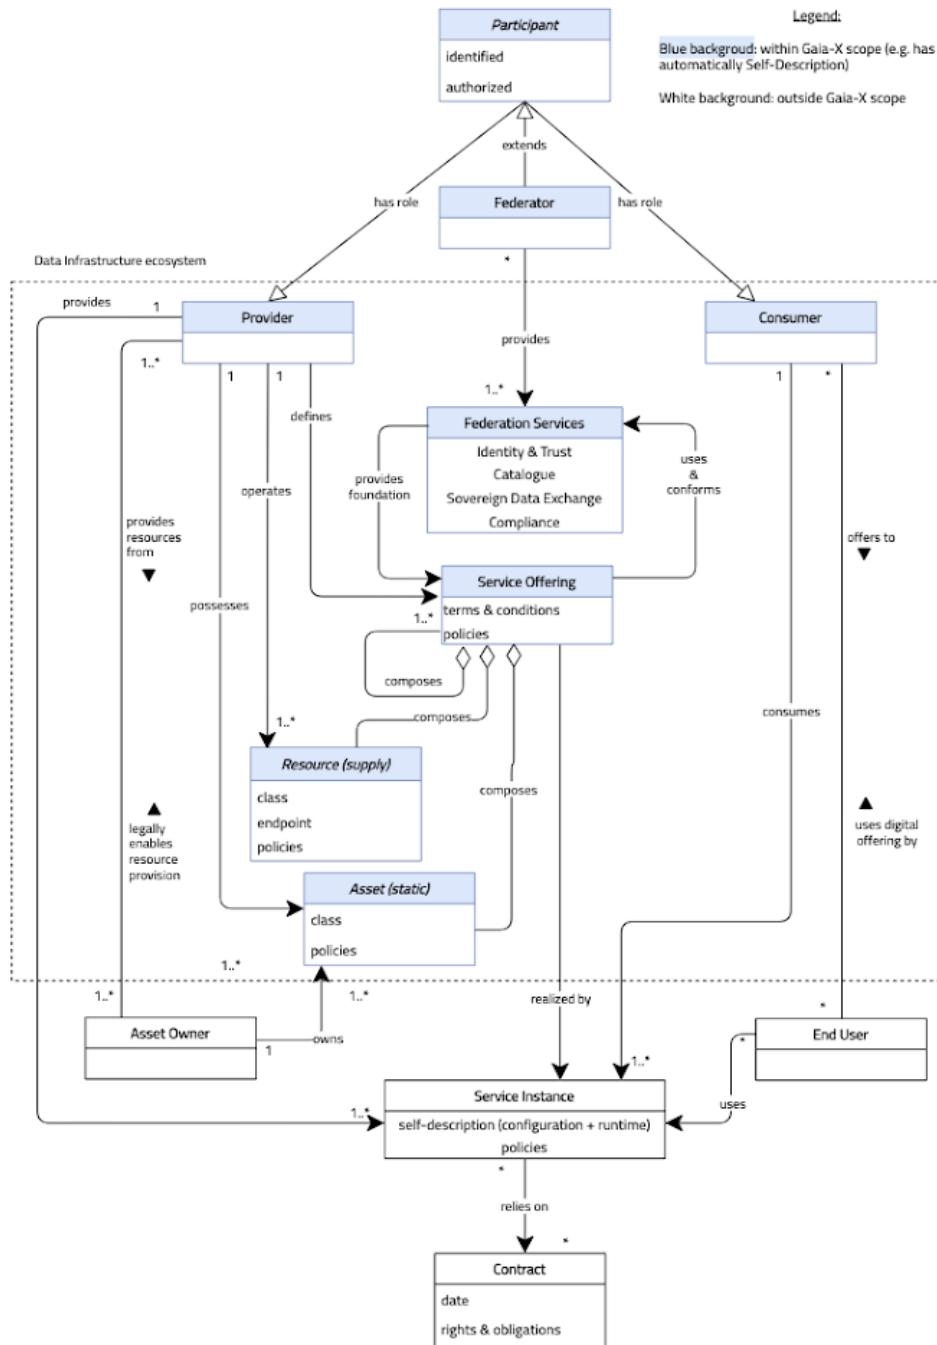 Participant
identified
authorized
Legend:
Blue backgroud: within Gaia-X scope (e.g. has
automatically Self-Description)
White background: outside Gaia-X scope
extends
has role
Federator
has role
*
Data Infrastructure ecosystem
provides
1
Provider
Consumer
provides
1..*
1
1
1
*
1..*
defines
Federation Services
Identity & Trust
Catalogue
Sovereign Data Exchange
Compliance
provides
foundation
uses
&
conforms
operates
provides
resources
from
offers to
Service Offering
terms & conditions
policies
possesses
1..*
composes
composes
consumes
1..*
Resource (supply)
class
endpoint
policies
composes
legally
enables
resource
provision
uses digital
offering by
Asset (static)
class
policies
1..*
1..*
1..*
realized by
*
Asset Owner
1
owns
End User
*
1..*
Service Instance
self-description (configuration + runtime)
policies
1..*
uses
*
relies on
*
Contract
date
rights & obligations